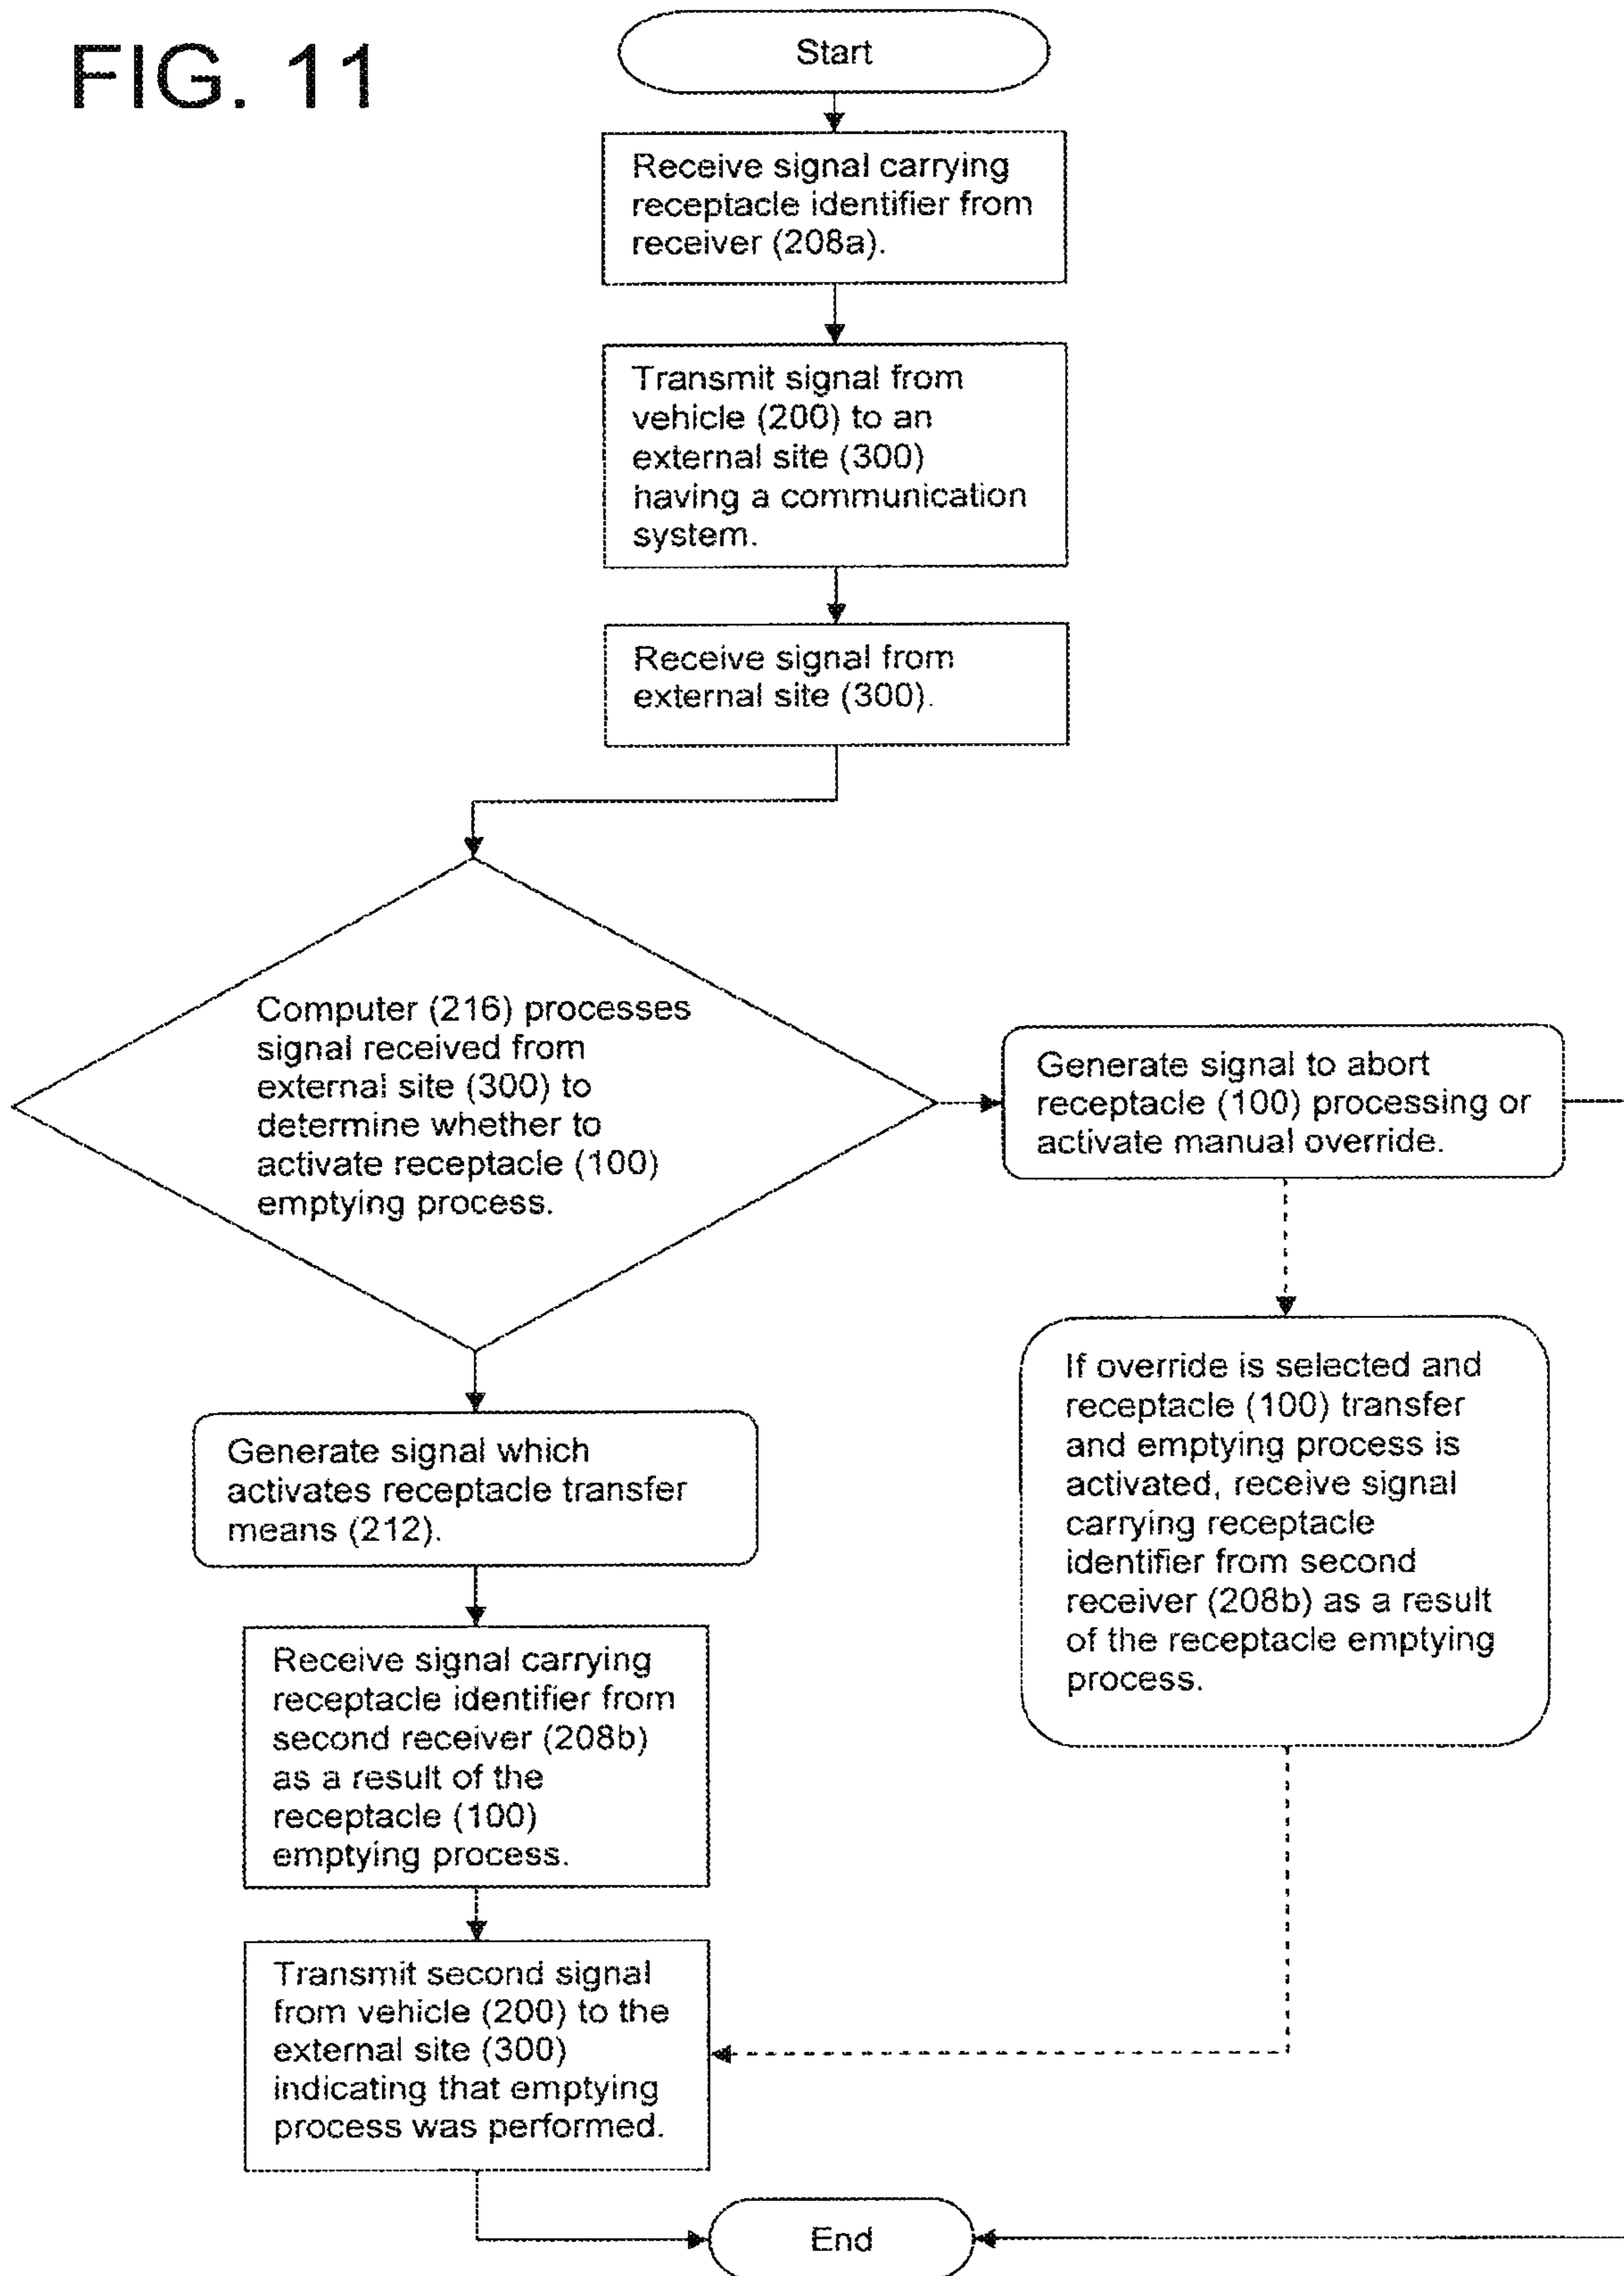 FIG. 11
Start
Receive signal carrying
receptacle identifier from
receiver (208a).
Transmit signal from
vehicle (200) to an
external site (300)
having a communication
system.
Receive signal from
external site (300).
Computer (216) processes
signal received from
external site (300) to
determine whether to
activate receptacle (100)
emptying process.
Generate signal to abort
receptacle (100) processing or
activate manual override.
If override is selected and
receptacle (100) transfer
and emptying process is
activated, receive signal
carrying receptacle
identifier from second
receiver (208b) as a result
of the receptacle emptying
process.
Generate signal which
activates receptacle transfer
means (212).
Receive signal carrying
receptacle identifier from
second receiver (208b)
as a result of the
receptacle (100)
emptying process.
Transmit second signal
from vehicle (200) to the
external site (300)
indicating that emptying
process was performed.
End